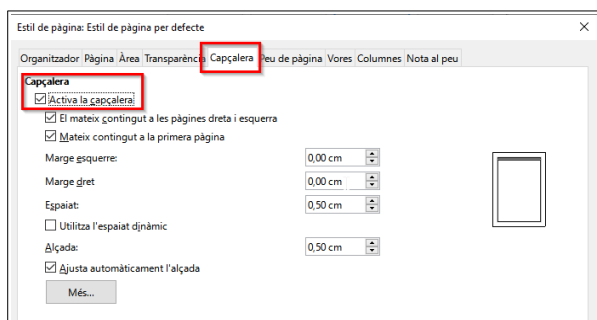 Estil de pàgina: Estil de pàgina per defecte
Organitzador Pàgina Àrea Transparència Capçalera Peu de pàgina Vores Columnes Nota al peu
Capçalera
Activa la capçalera
El mateix contingut a les pàgines dreta i esquerra
Mateix contingut a la primera pàgina
Marge esquerre: 0,00 cm
Marge dret 0,00 cm
Espaiat: 0,50 cm
Utilitza l'espaiat dinàmic
Alçada: 0,50 cm
Ajusta automàticament l'alçada
Més...